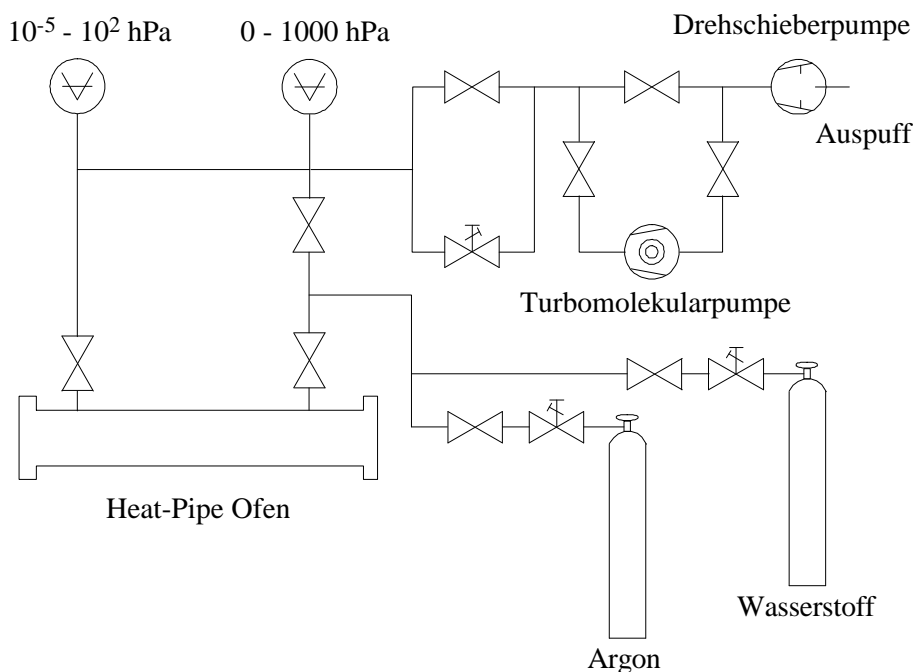 10⁻⁵ - 10² hPa
0 - 1000 hPa
Drehschieberpumpe
Auspuff
Turbomolekularpumpe
Heat-Pipe Ofen
Wasserstoff
Argon